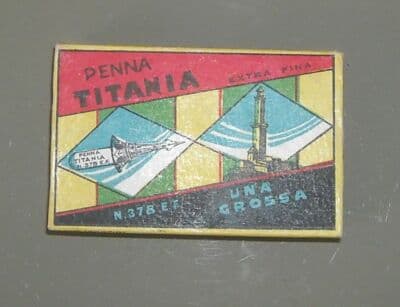 PENNA
TITANIA
EXTRA FINA
PENNA
TITANIA
N.378 E.F.
N.378 E.F.
UNA
GROSSA